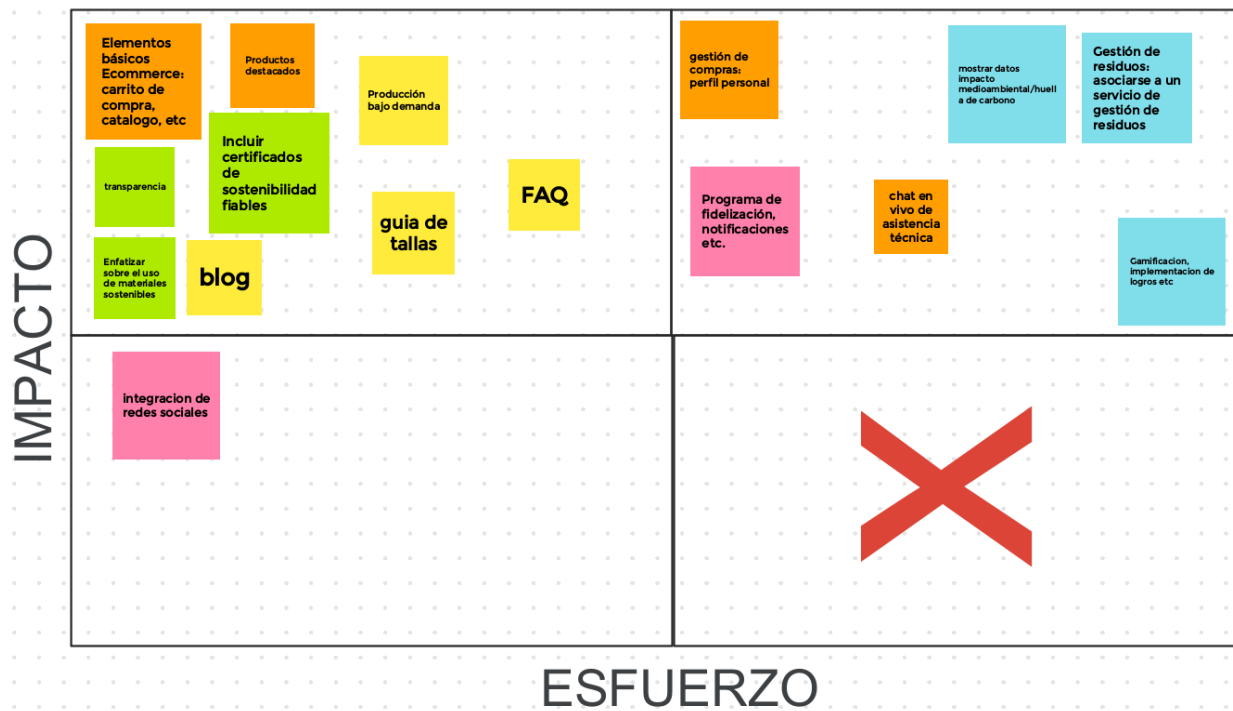 Elementos
básicos
Ecommerce:
carrito de
compra,
catalogo, etc
Productos
destacados
Producción
bajo demanda
Incluir
certificados
de
sostenibilidad
fiables
transparencia
FAQ
guia de
tallas
Enfatizar
sobre el uso
de materiales
sostenibles
blog
gestión de
compras:
perfil personal
mostrar datos
impacto
medioambiental/huell
a de carbono
Gestión de
residuos:
asociarse a un
servicio de
gestión de
residuos
Programa de
fidelización,
notificaciones
etc.
chat en
vivo de
asistencia
técnica
Gamificacion,
implementacion de
logros etc
integracion de
redes sociales
IMPACTO
ESFUERZO